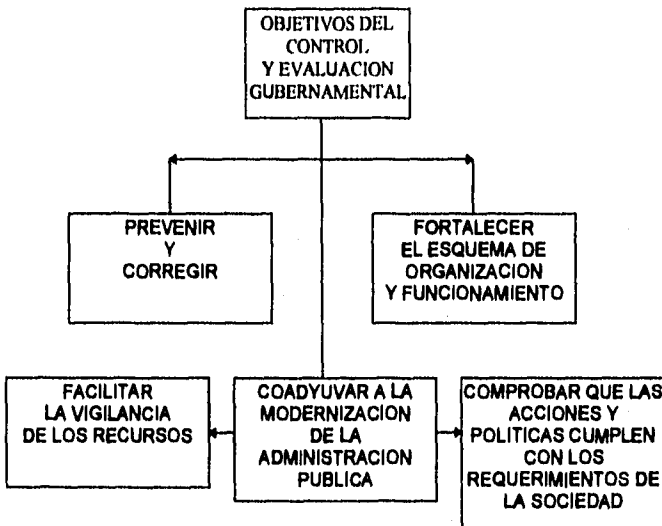 OBJETIVOS DEL
CONTROL
Y EVALUACION
GUBERNAMENTAL
PREVENIR
Y
CORREGIR
FORTALECER
EL ESQUEMA DE
ORGANIZACION
Y FUNCIONAMIENTO
FACILITAR
LA VIGILANCIA
DE LOS RECURSOS
COADYUVAR A LA
MODERNIZACION
DE LA
ADMINISTRACION
PUBLICA
COMPROBAR QUE LAS
ACCIONES Y
POLITICAS CUMPLEN
CON LOS
REQUERIMIENTOS DE
LA SOCIEDAD